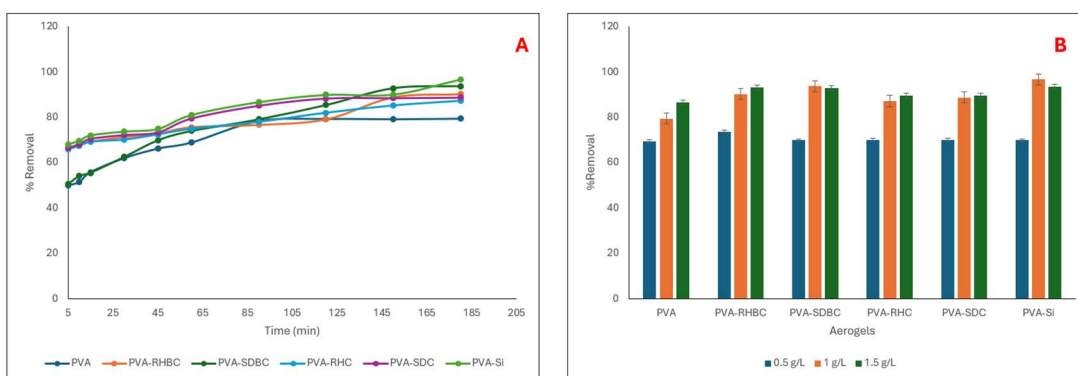 A
120
100
80
60
40
20
0
% Removal
5 25 45 65 85 105 125 145 165 185 205
Time (min)
PVA PVA-RHBC PVA-SDBC PVA-RHC PVA-SDC PVA-Si
B
120
100
80
60
40
20
0
%Removal
PVA PVA-RHBC PVA-SDBC PVA-RHC PVA-SDC PVA-Si
Aerogels
0.5 g/L 1 g/L 1.5 g/L